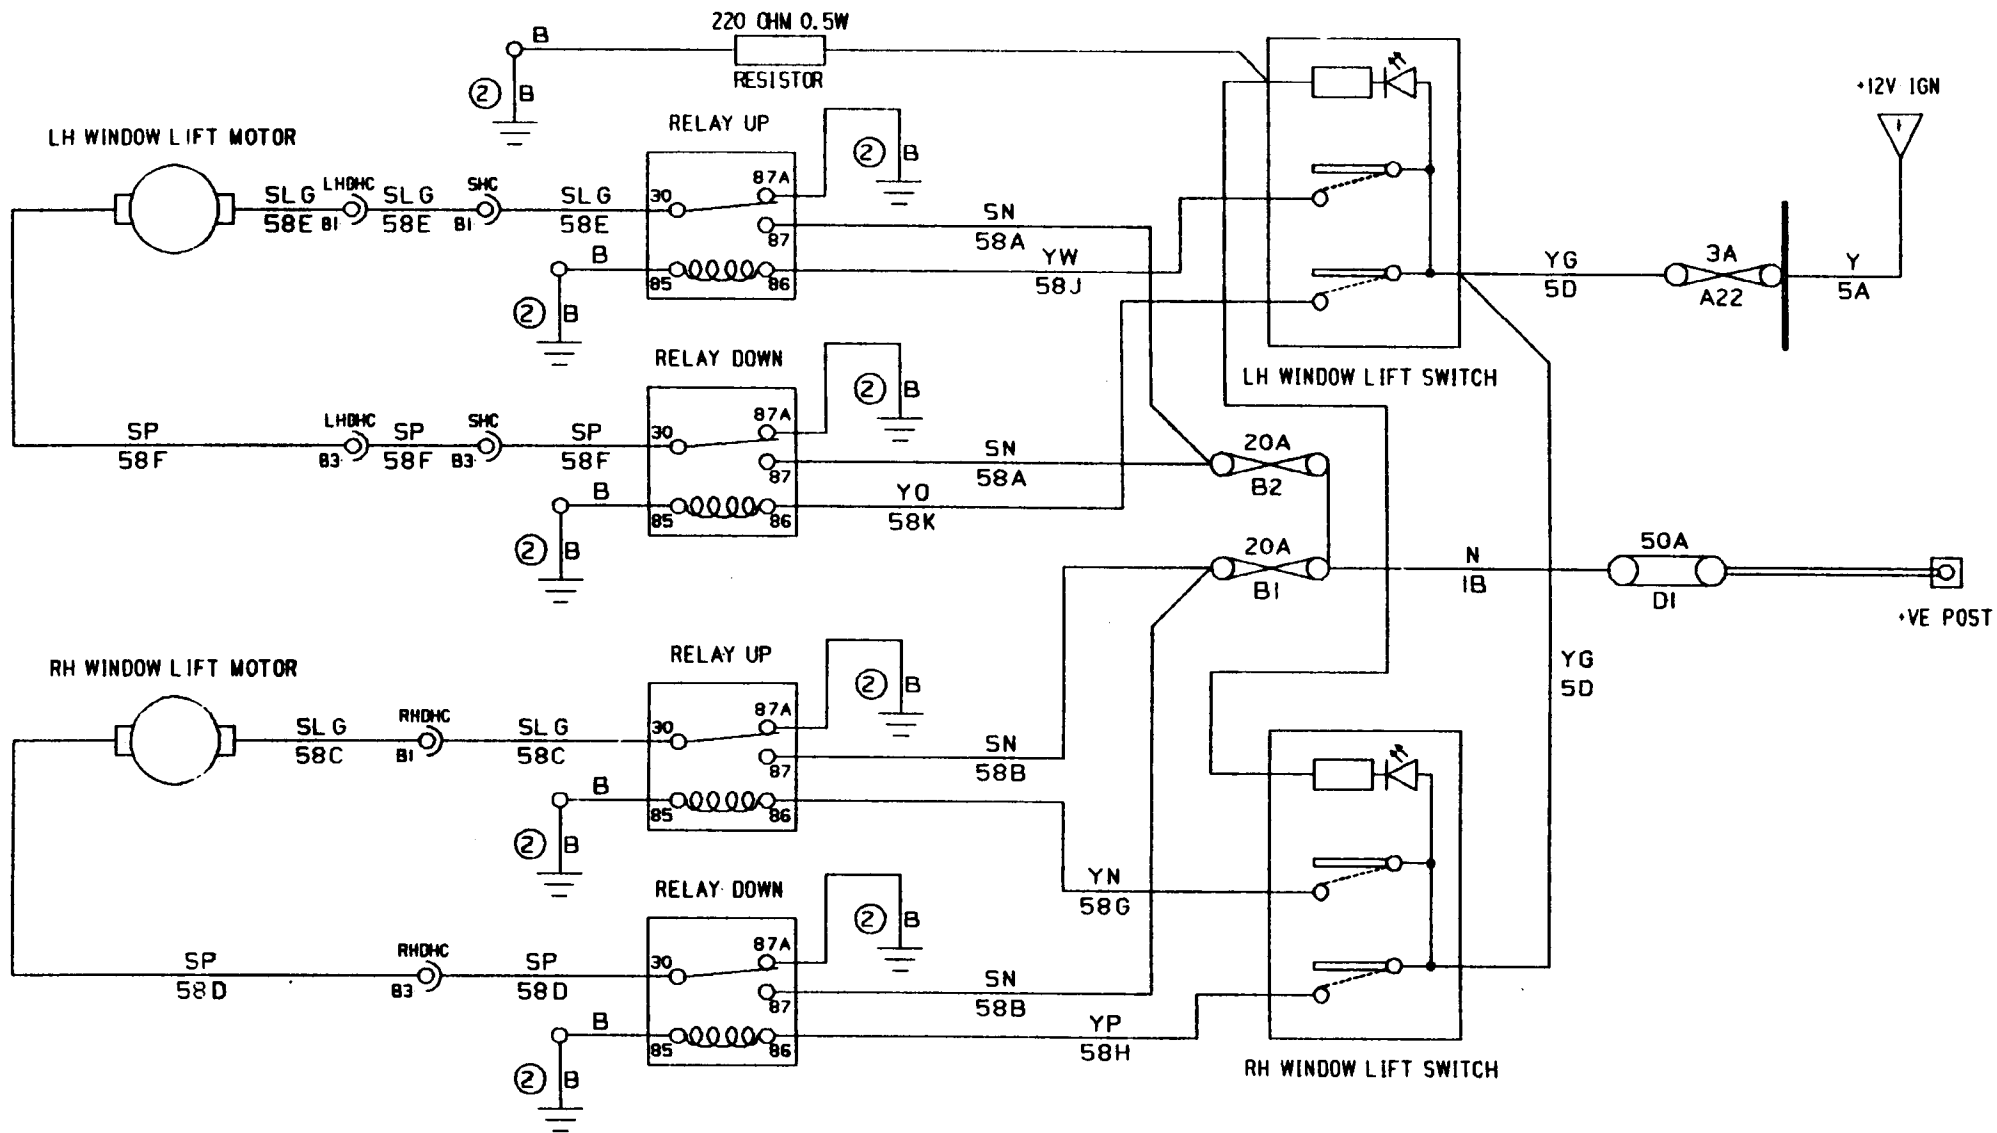 220 OHM 0.5W
RESISTOR
B
2 B
LH WINDOW LIFT MOTOR
SLG
58E
LHDHC
B1
SLG
58E
SHC
B1
SLG
58E
RELAY UP
30
87A
87
85
86
2 B
B
2 B
SN
58A
YW
58J
LH WINDOW LIFT SWITCH
YG
5D
3A
A22
Y
5A
+12V IGN
SP
58F
LHDHC
B3
SP
58F
SHC
B3
SP
58F
RELAY DOWN
30
87A
87
85
86
2 B
B
2 B
SN
58A
YO
58K
20A
B2
20A
B1
N
1B
50A
D1
+VE POST
YG
5D
RH WINDOW LIFT MOTOR
SLG
58C
RHDHC
B1
SLG
58C
RELAY UP
30
87A
87
85
86
2 B
B
2 B
SN
58B
YN
58G
SP
58D
RHDHC
B3
SP
58D
RELAY DOWN
30
87A
87
85
86
2 B
B
2 B
SN
58B
YP
58H
RH WINDOW LIFT SWITCH